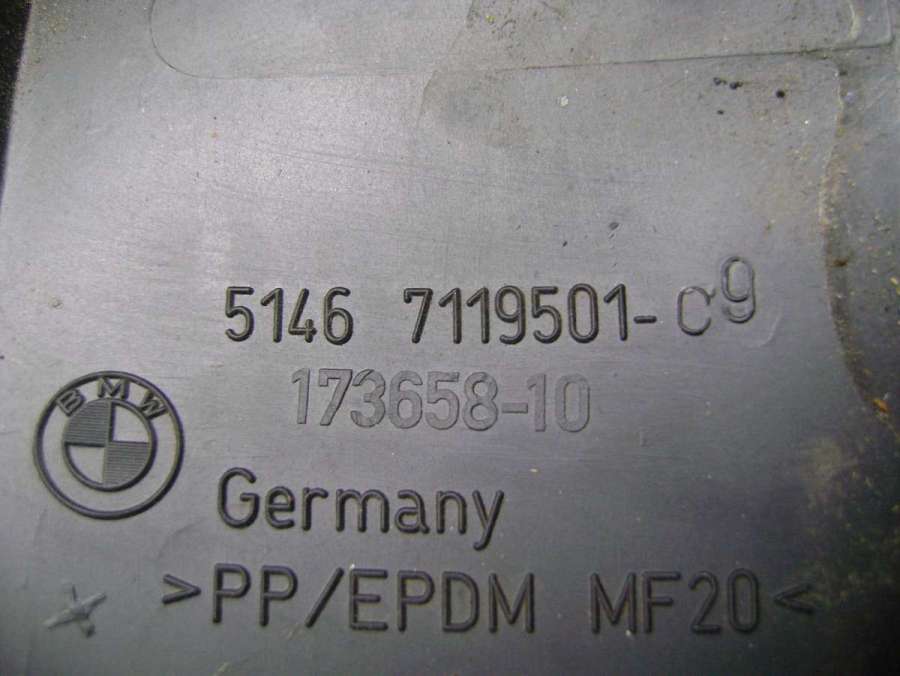 5146 7119501-C9
173658-10
BMW
Germany
>PP/EPDM MF20<